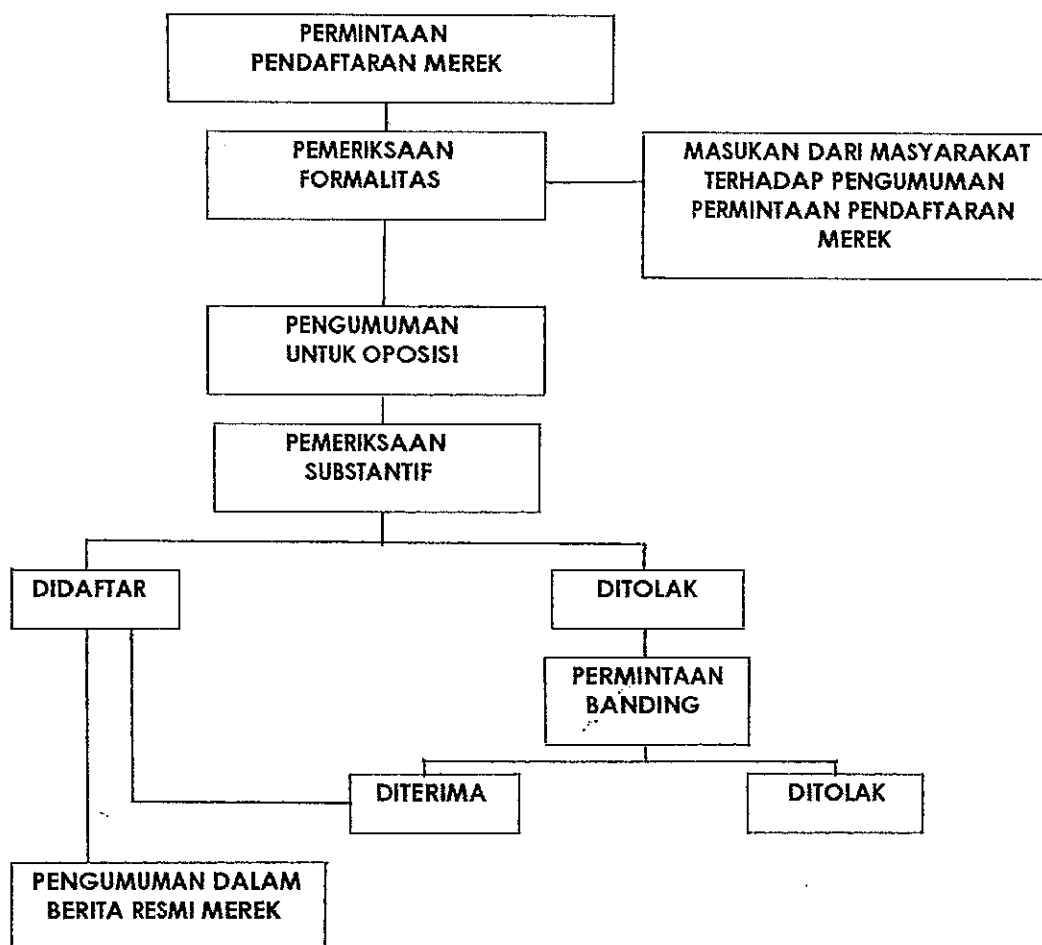 PERMINTAAN
PENDAFTARAN MEREK
PEMERIKSAAN
FORMALITAS
MASUKAN DARI MASYARAKAT
TERHADAP PENGUMUMAN
PERMINTAAN PENDAFTARAN
MEREK
PENGUMUMAN
UNTUK OPOSISI
PEMERIKSAAN
SUBSTANTIF
DIDAFTAR
DITOLAK
PERMINTAAN
BANDING
DITERIMA
DITOLAK
PENGUMUMAN DALAM
BERITA RESMI MEREK